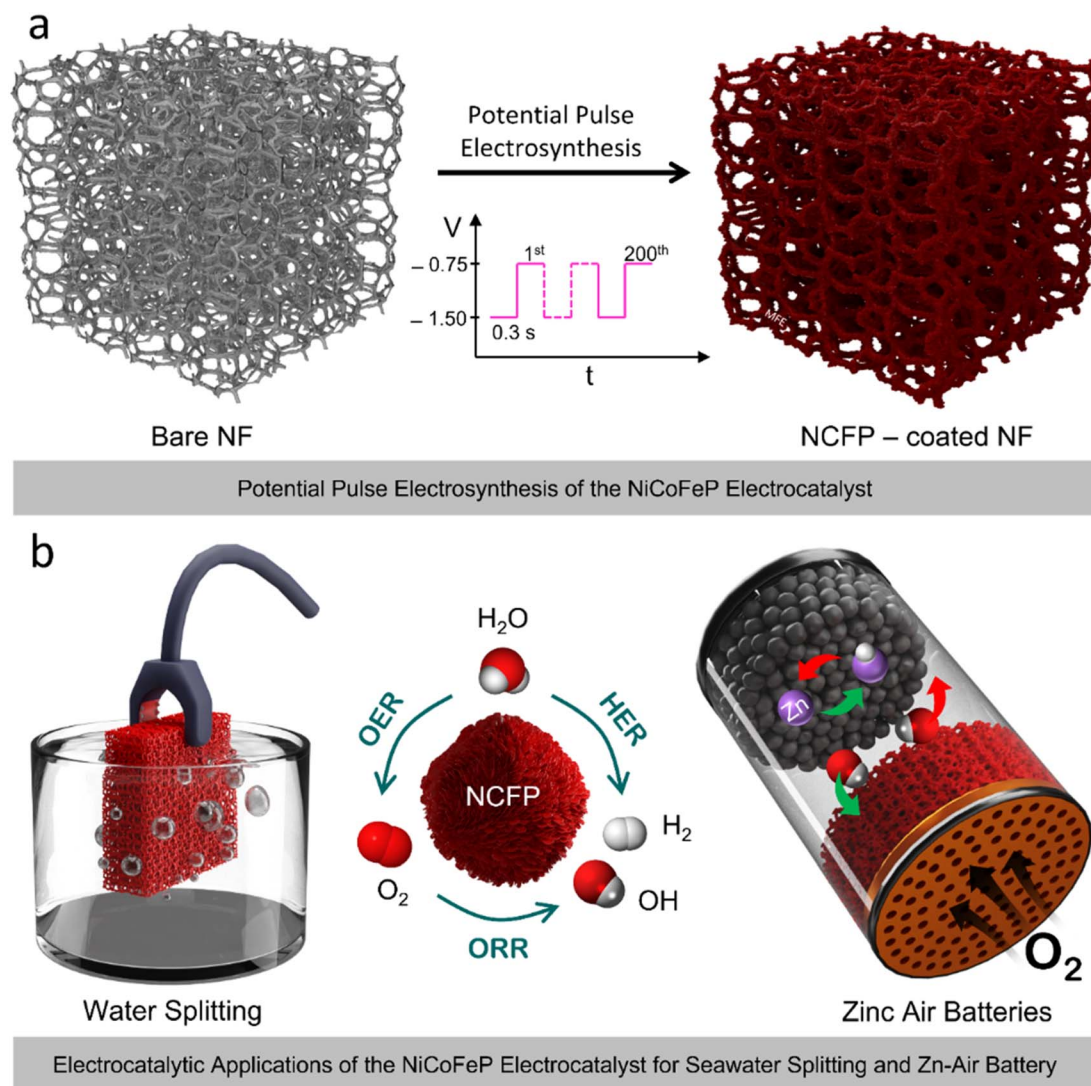 a
Potential Pulse
Electrosynthesis
V
1st
200th
– 0.75
– 1.50
0.3 s
t
MFE
Bare NF
NCFP – coated NF
Potential Pulse Electrosynthesis of the NiCoFeP Electrocatalyst
b
H2O
OER
HER
NCFP
Zn
O2
H2
OH
ORR
O2
Water Splitting
Zinc Air Batteries
Electrocatalytic Applications of the NiCoFeP Electrocatalyst for Seawater Splitting and Zn-Air Battery